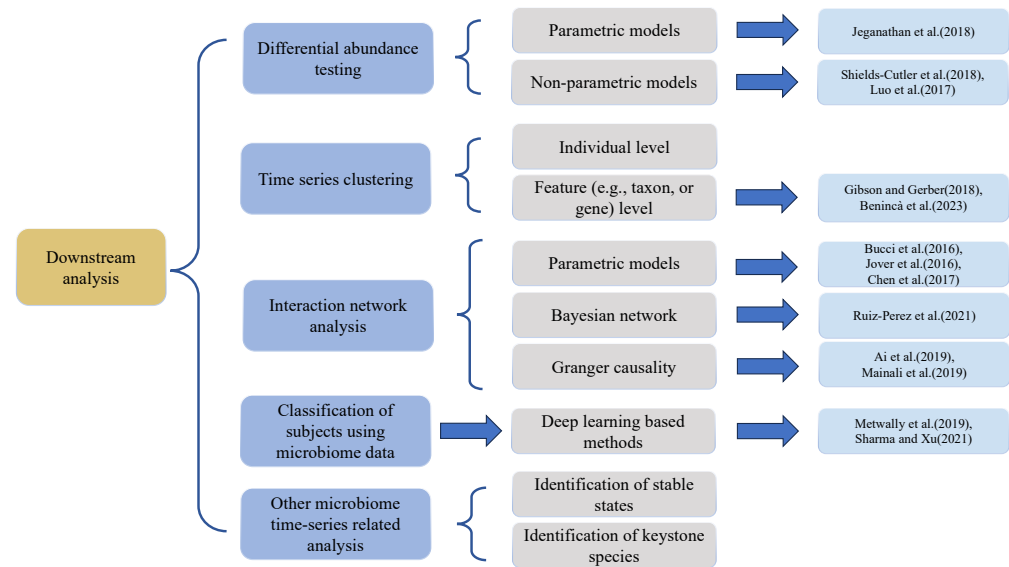 Downstream
analysis
Differential abundance
testing
Parametric models
Jeganathan et al.(2018)
Non-parametric models
Shields-Cutler et al.(2018),
Luo et al.(2017)
Time series clustering
Individual level
Feature (e.g., taxon, or
gene) level
Gibson and Gerber(2018),
Benincà et al.(2023)
Interaction network
analysis
Parametric models
Bucci et al.(2016),
Jover et al.(2016),
Chen et al.(2017)
Bayesian network
Ruiz-Perez et al.(2021)
Granger causality
Ai et al.(2019),
Mainali et al.(2019)
Classification of
subjects using
microbiome data
Deep learning based
methods
Metwally et al.(2019),
Sharma and Xu(2021)
Other microbiome
time-series related
analysis
Identification of stable
states
Identification of keystone
species